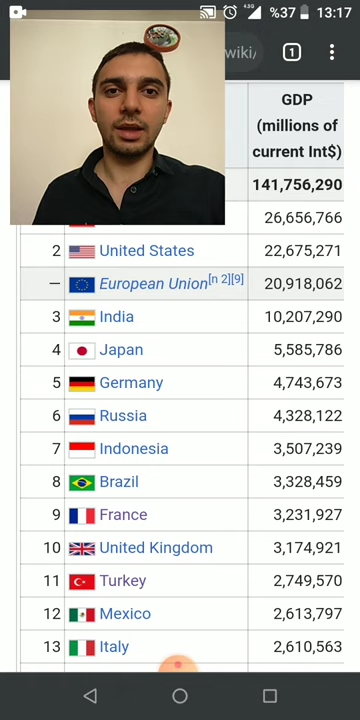 4.5G %37 13:17
wiki/ 1
GDP
(millions of
current Int$)
141,756,290
26,656,766
2 United States 22,675,271
— European Union[n 2][9] 20,918,062
3 India 10,207,290
4 Japan 5,585,786
5 Germany 4,743,673
6 Russia 4,328,122
7 Indonesia 3,507,239
8 Brazil 3,328,459
9 France 3,231,927
10 United Kingdom 3,174,921
11 Turkey 2,749,570
12 Mexico 2,613,797
13 Italy 2,610,563